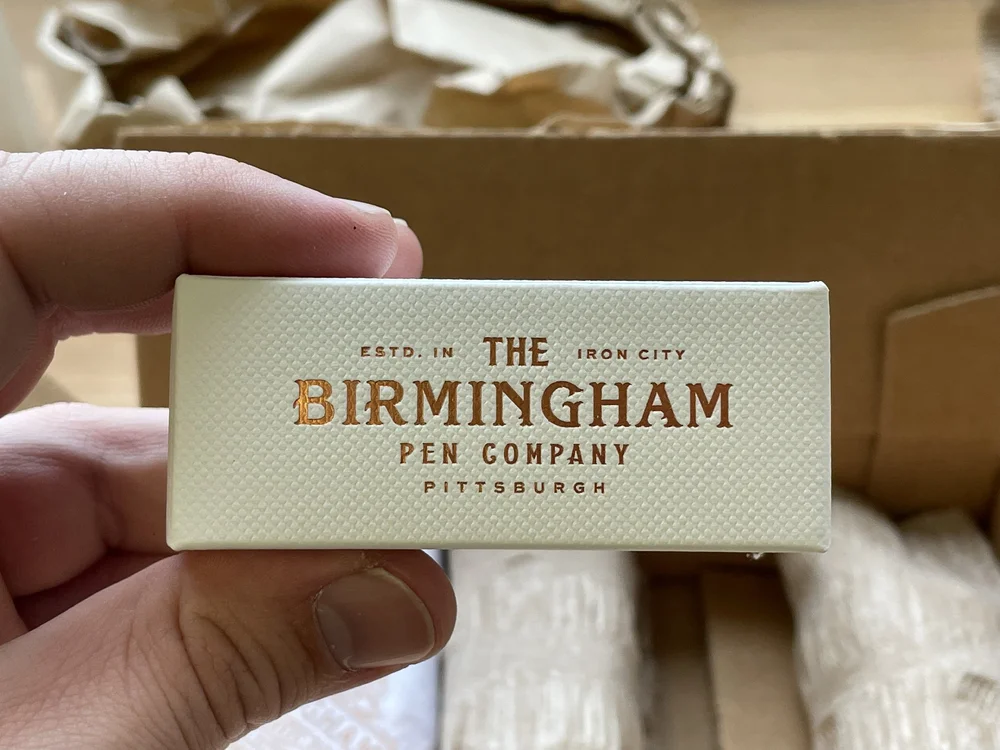 ESTD. IN THE IRON CITY
BIRMINGHAM
PEN COMPANY
PITTSBURGH